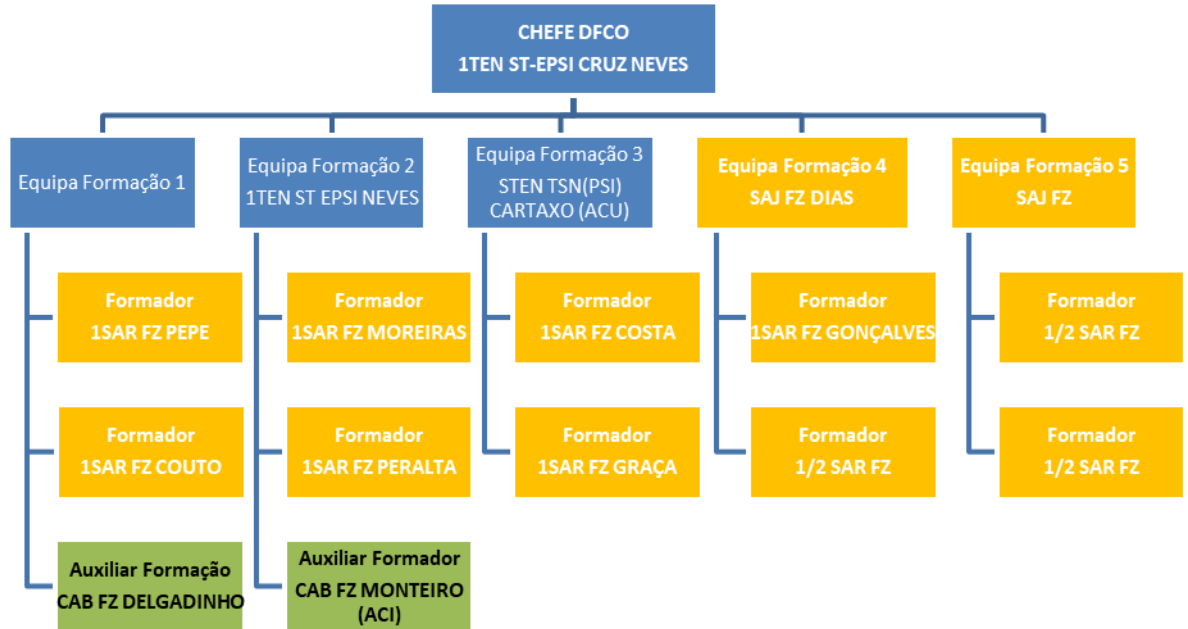 CHEFE DFCO
1TEN ST-EPSI CRUZ NEVES
Equipa Formação 1
Equipa Formação 2
1TEN ST EPSI NEVES
Equipa Formação 3
STEN TSN(PSI)
CARTAXO (ACU)
Equipa Formação 4
SAJ FZ DIAS
Equipa Formação 5
SAJ FZ
Formador
1SAR FZ PEPE
Formador
1SAR FZ MOREIRAS
Formador
1SAR FZ COSTA
Formador
1SAR FZ GONÇALVES
Formador
1/2 SAR FZ
Formador
1SAR FZ COUTO
Formador
1SAR FZ PERALTA
Formador
1SAR FZ GRAÇA
Formador
1/2 SAR FZ
Formador
1/2 SAR FZ
Auxiliar Formação
CAB FZ DELGADINHO
Auxiliar Formador
CAB FZ MONTEIRO
(ACI)